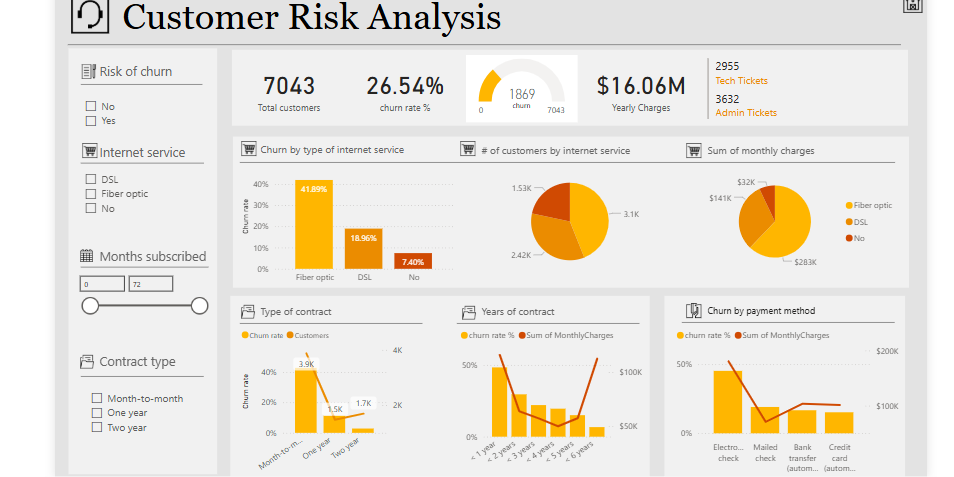 Customer Risk Analysis
Risk of churn
No
Yes
Internet service
DSL
Fiber optic
No
Months subscribed
0
72
Contract type
Month-to-month
One year
Two year
7043
Total customers
26.54%
churn rate %
1869
churn
0
7043
$16.06M
Yearly Charges
2955
Tech Tickets
3632
Admin Tickets
Churn by type of internet service
Churn rate
40%
30%
20%
10%
0%
41.89%
18.96%
7.40%
Fiber optic
DSL
No
# of customers by internet service
1.53K
3.1K
2.42K
Sum of monthly charges
$32K
$141K
$283K
Fiber optic
DSL
No
Type of contract
Churn rate
Customers
Churn rate
40%
20%
0%
4K
2K
3.9K
1.5K
1.7K
Month-to-m...
One year
Two year
Years of contract
churn rate %
Sum of MonthlyCharges
50%
0%
$100K
$50K
< 1 year
< 2 years
< 3 years
< 4 years
< 5 years
< 6 years
Churn by payment method
churn rate %
Sum of MonthlyCharges
50%
0%
$200K
$100K
Electro...
check
Mailed
check
Bank
transfer
(autom...
Credit
card
(autom...